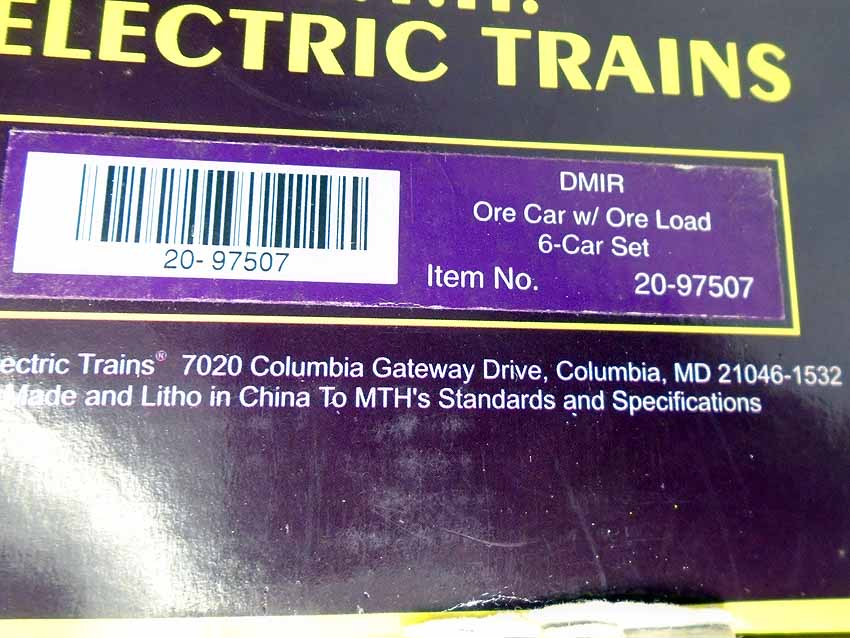 ELECTRIC TRAINS
20-97507
DMIR
Ore Car w/ Ore Load
6-Car Set
Item No. 20-97507
ectric Trains® 7020 Columbia Gateway Drive, Columbia, MD 21046-1532
Made and Litho in China To MTH's Standards and Specifications